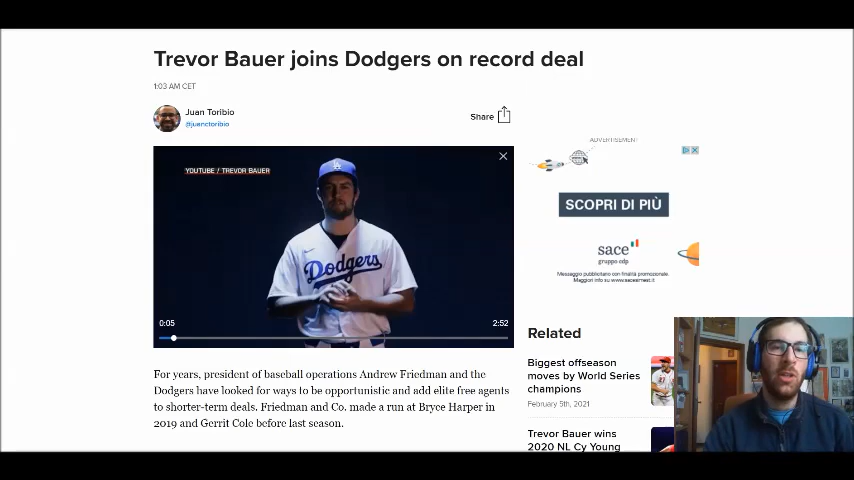 Trevor Bauer joins Dodgers on record deal
1:03 AM CET
Juan Toribio
@juanctoribio
Share
YOUTUBE / TREVOR BAUER
Dodgers
0:05
2:52
For years, president of baseball operations Andrew Friedman and the
Dodgers have looked for ways to be opportunistic and add elite free agents
to shorter-term deals. Friedman and Co. made a run at Bryce Harper in
2019 and Gerrit Cole before last season.
ADVERTISEMENT
SCOPRI DI PIÙ
sace
gruppo cdp
Messaggio pubblicitario con finalità promozionale.
Maggiori info su www.sacesimest.it
Related
Biggest offseason
moves by World Series
champions
February 5th, 2021
Trevor Bauer wins
2020 NL Cy Young